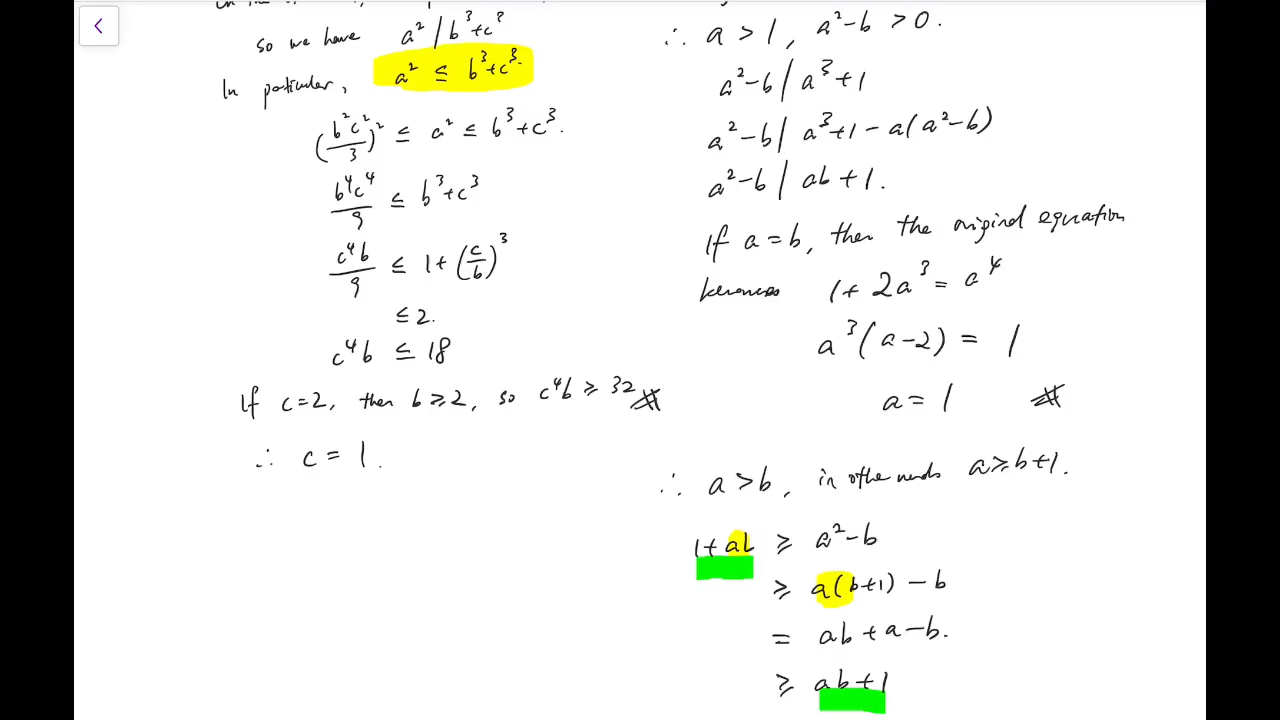 so we have a² | b³+c³
In particular, a² ≤ b³+c³.
(b²c²/3)² ≤ a² ≤ b³+c³.
b⁴c⁴/9 ≤ b³+c³
c⁴b/9 ≤ 1+(c/b)³
≤ 2.
c⁴b ≤ 18
If c=2, then b≥2, so c⁴b ≥ 32 ※
∴ c = 1.
∴ a > 1, a²-b > 0.
a²-b | a³+1
a²-b | a³+1-a(a²-b)
a²-b | ab+1.
If a=b, then the original equation
becomes 1+2a³=a⁴
a³(a-2) = 1
a=1 ※
∴ a>b, in other words a≥b+1.
1+ab ≥ a²-b
≥ a(b+1)-b
= ab+a-b.
≥ ab+1